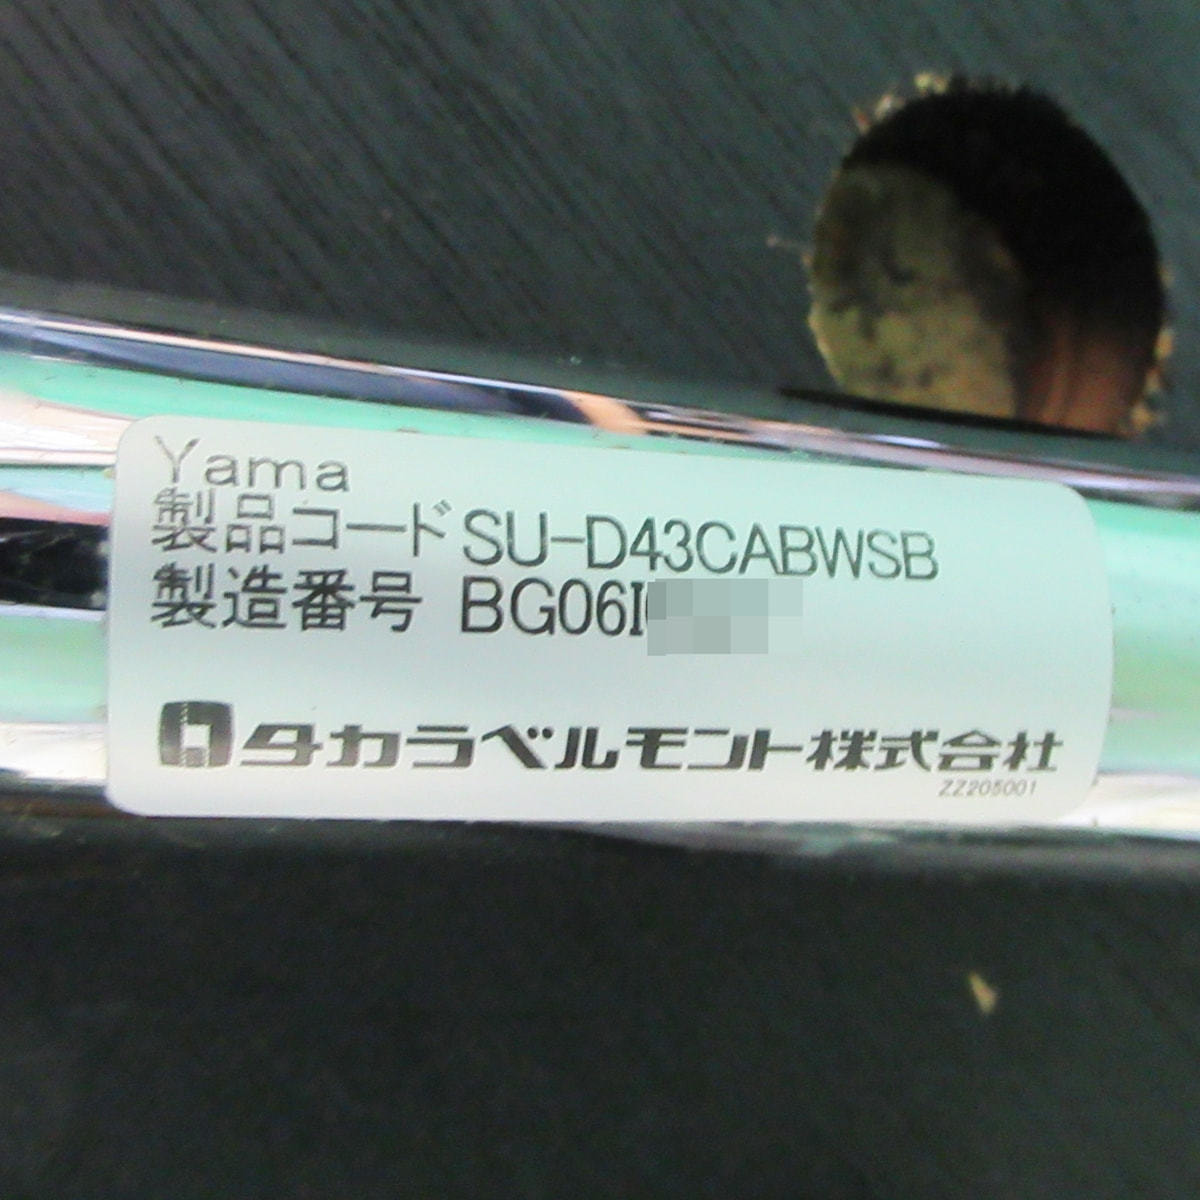 Yama
製品コード SU-D43CABWSB
製造番号 BG06I
タカラベルモント株式会社
ZZ205001